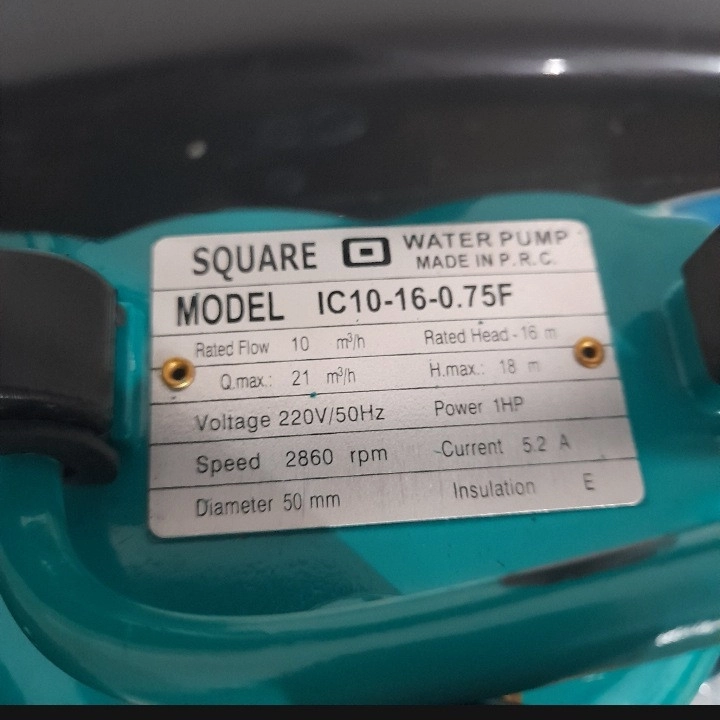 SQUARE WATER PUMP
MADE IN P.R.C.
MODEL IC10-16-0.75F
Rated Flow 10 m³/h Rated Head - 16 m
Q.max.: 21 m³/h H.max.: 18 m
Voltage 220V/50Hz Power 1HP
Speed 2860 rpm Current 5.2 A
Diameter 50 mm Insulation E